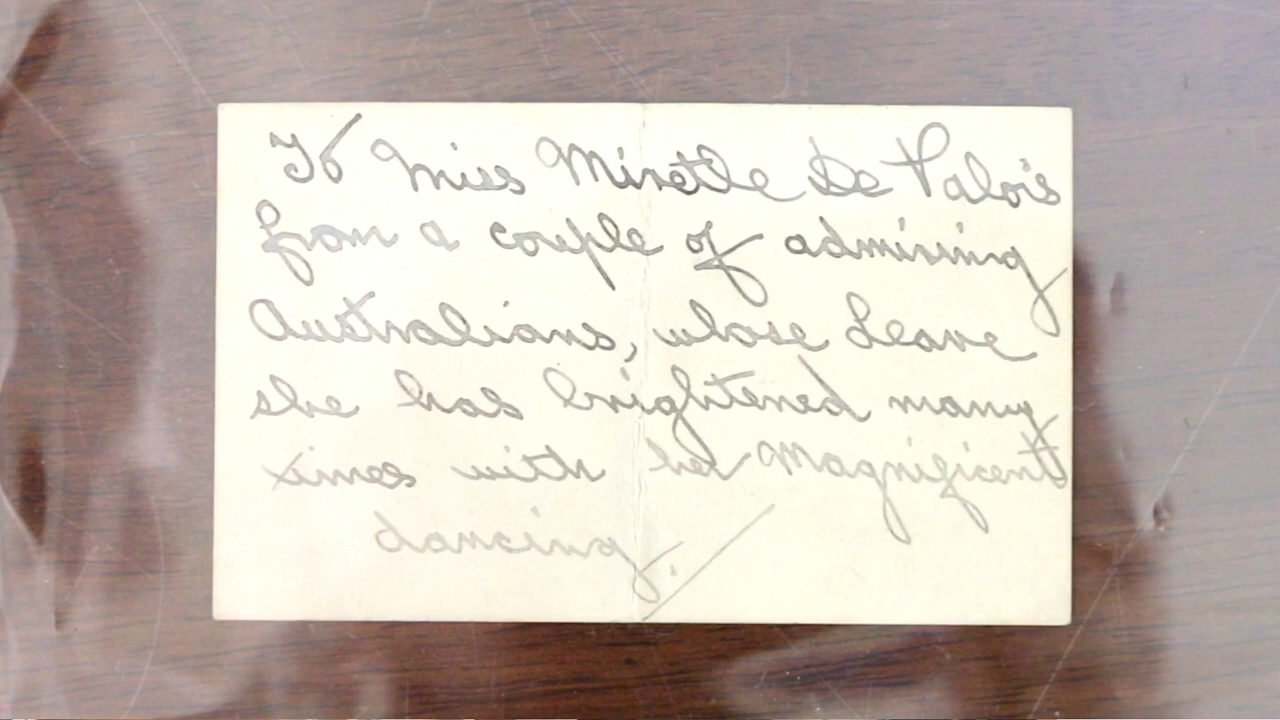 To Miss Mirette De Valois
from a couple of admiring
Australians, whose Leave
she has brightened many
times with her Magnificent
dancing.